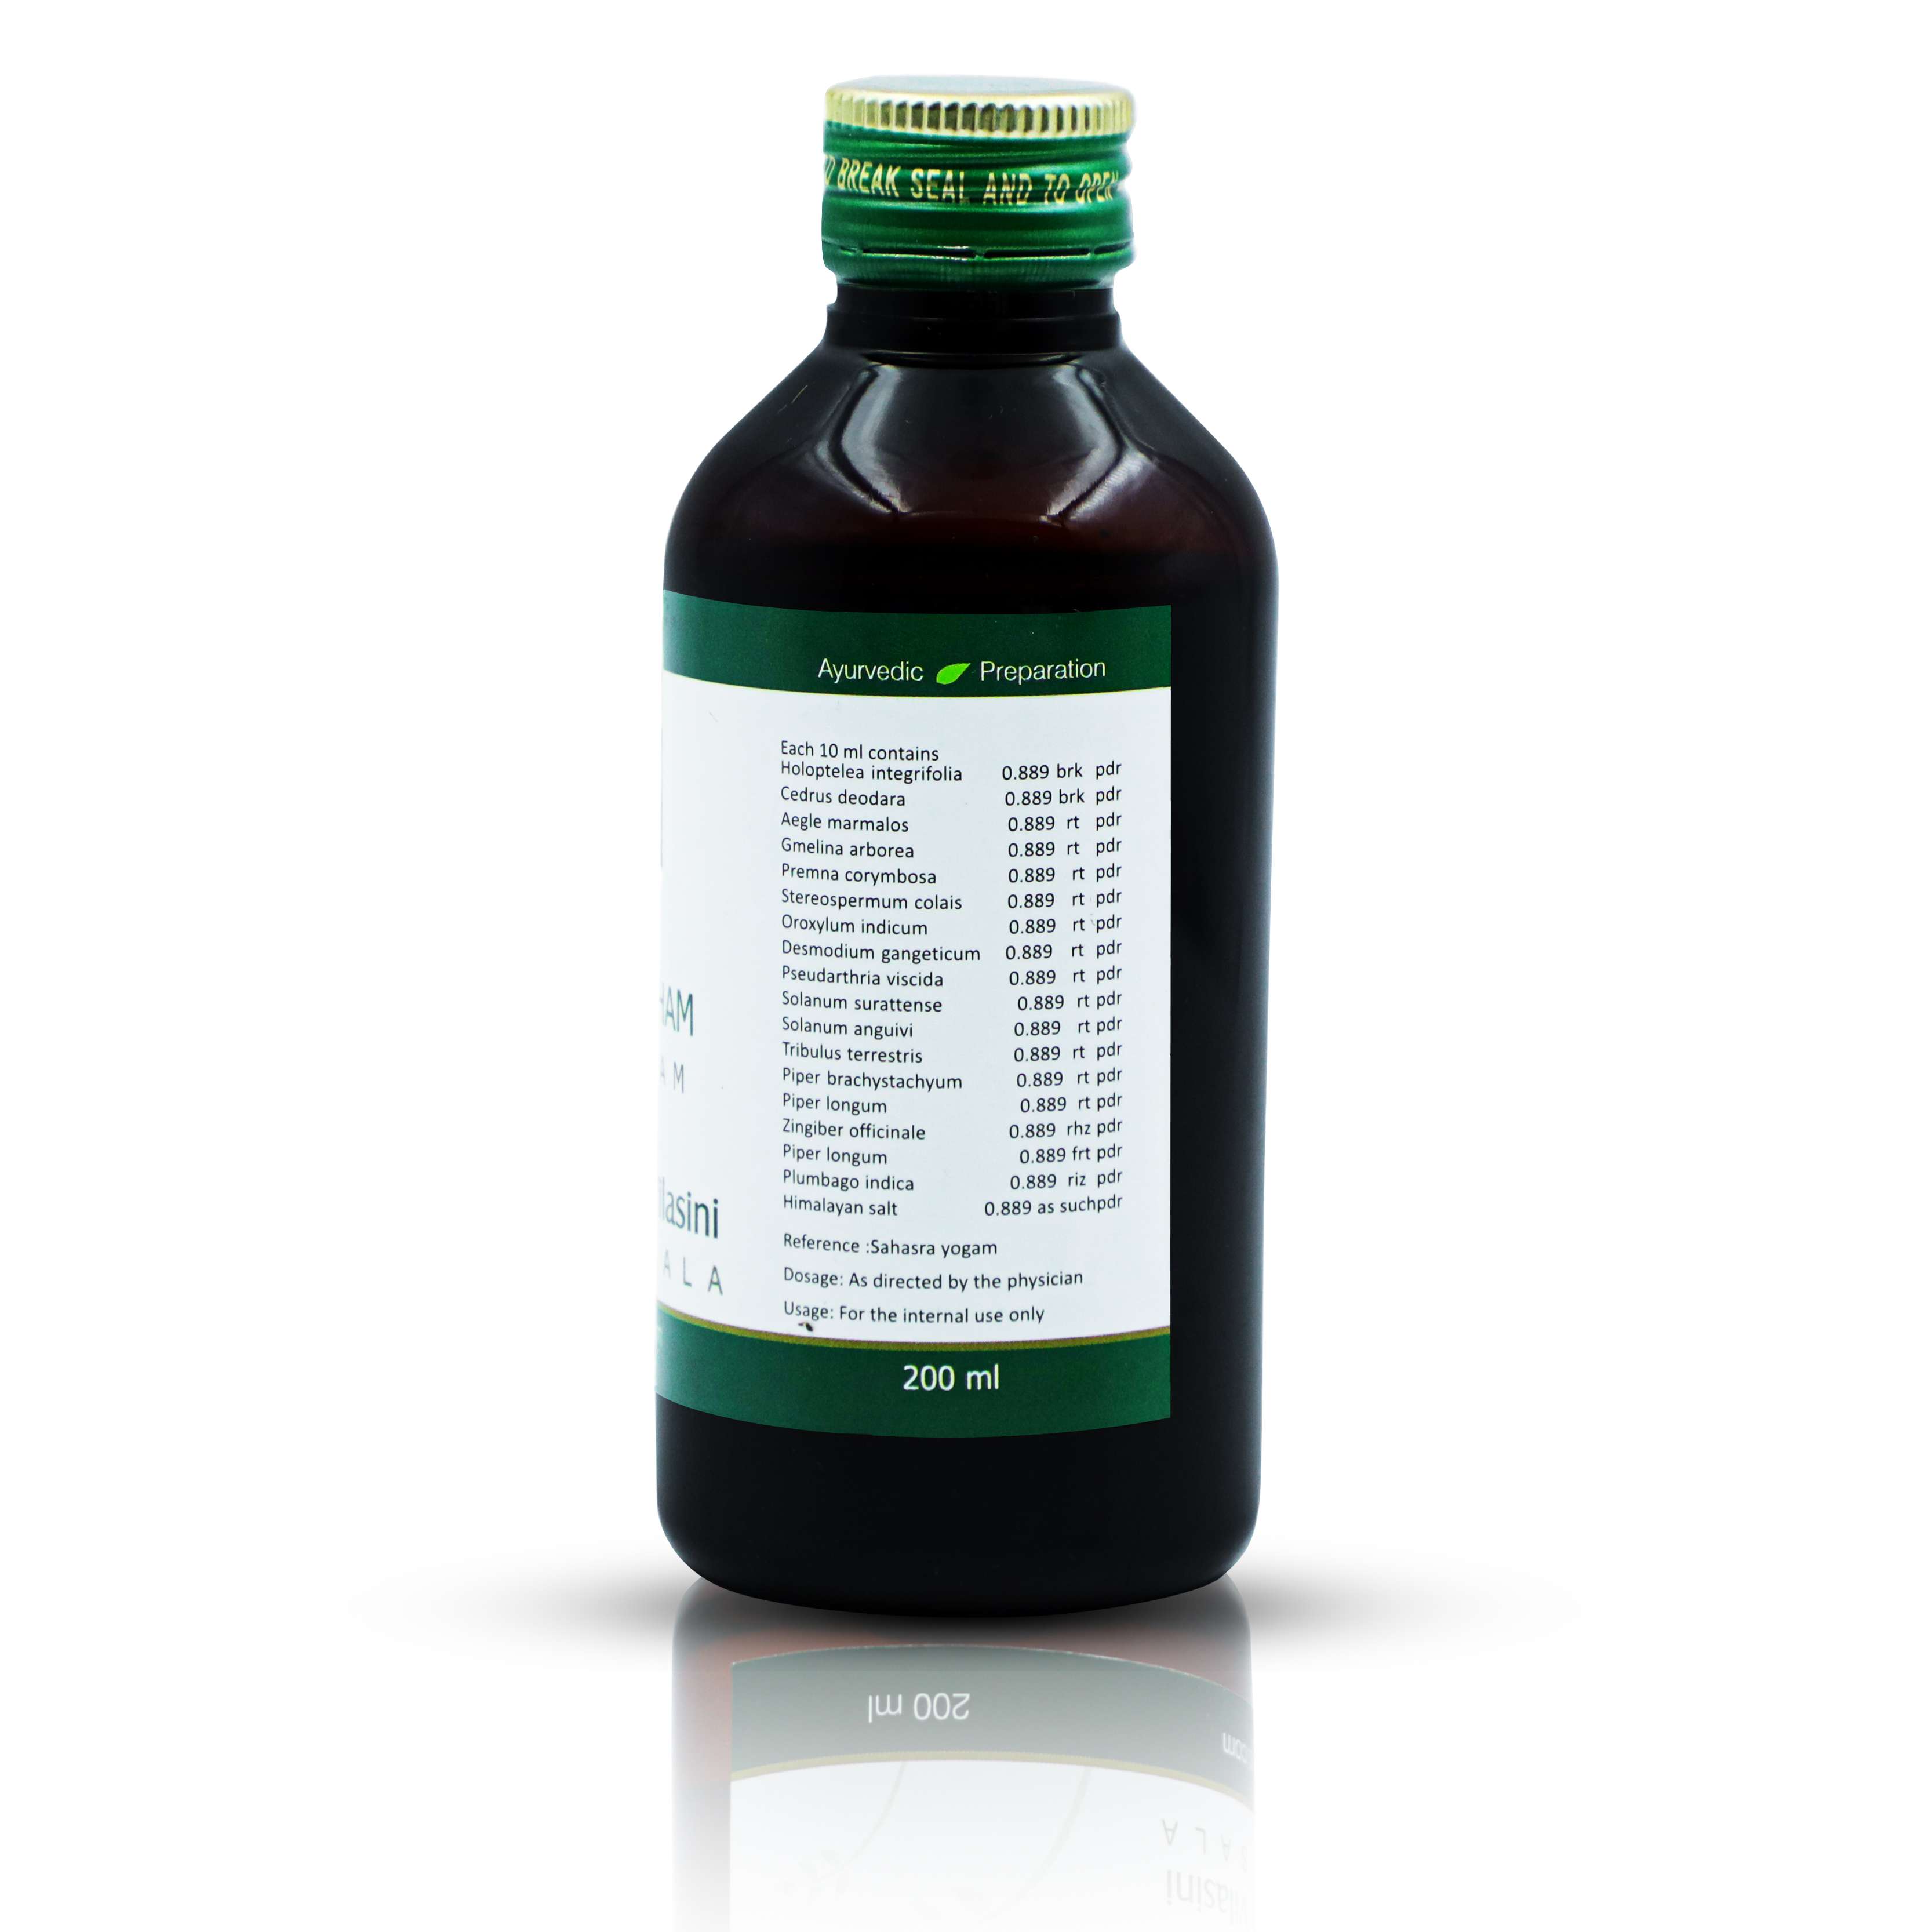 BREAK SEAL AND TO OPEN
Ayurvedic Preparation
Each 10 ml contains
Holoptelea integrifolia 0.889 brk pdr
Cedrus deodara 0.889 brk pdr
Aegle marmalos 0.889 rt pdr
Gmelina arborea 0.889 rt pdr
Premna corymbosa 0.889 rt pdr
Stereospermum colais 0.889 rt pdr
Oroxylum indicum 0.889 rt pdr
Desmodium gangeticum 0.889 rt pdr
Pseudarthria viscida 0.889 rt pdr
Solanum surattense 0.889 rt pdr
Solanum anguivi 0.889 rt pdr
Tribulus terrestris 0.889 rt pdr
Piper brachystachyum 0.889 rt pdr
Piper longum 0.889 rt pdr
Zingiber officinale 0.889 rhz pdr
Piper longum 0.889 frt pdr
Plumbago indica 0.889 riz pdr
Himalayan salt 0.889 as suchpdr
Reference :Sahasra yogam
Dosage: As directed by the physician
Usage: For the internal use only
200 ml